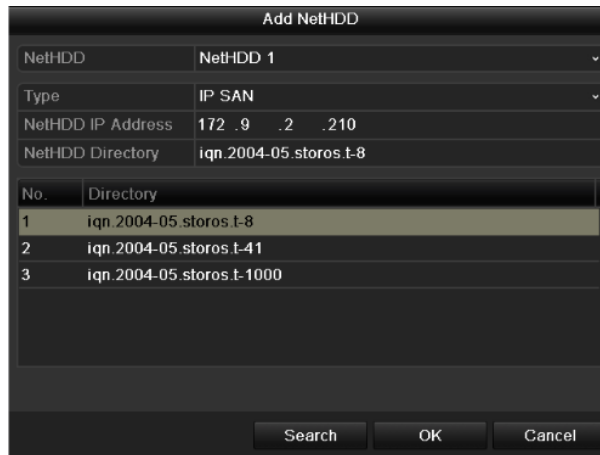 Add NetHDD
NetHDD NetHDD 1
Type IP SAN
NetHDD IP Address 172 .9 .2 .210
NetHDD Directory iqn.2004-05.storos.t-8
No. Directory
1 iqn.2004-05.storos.t-8
2 iqn.2004-05.storos.t-41
3 iqn.2004-05.storos.t-1000
Search OK Cancel